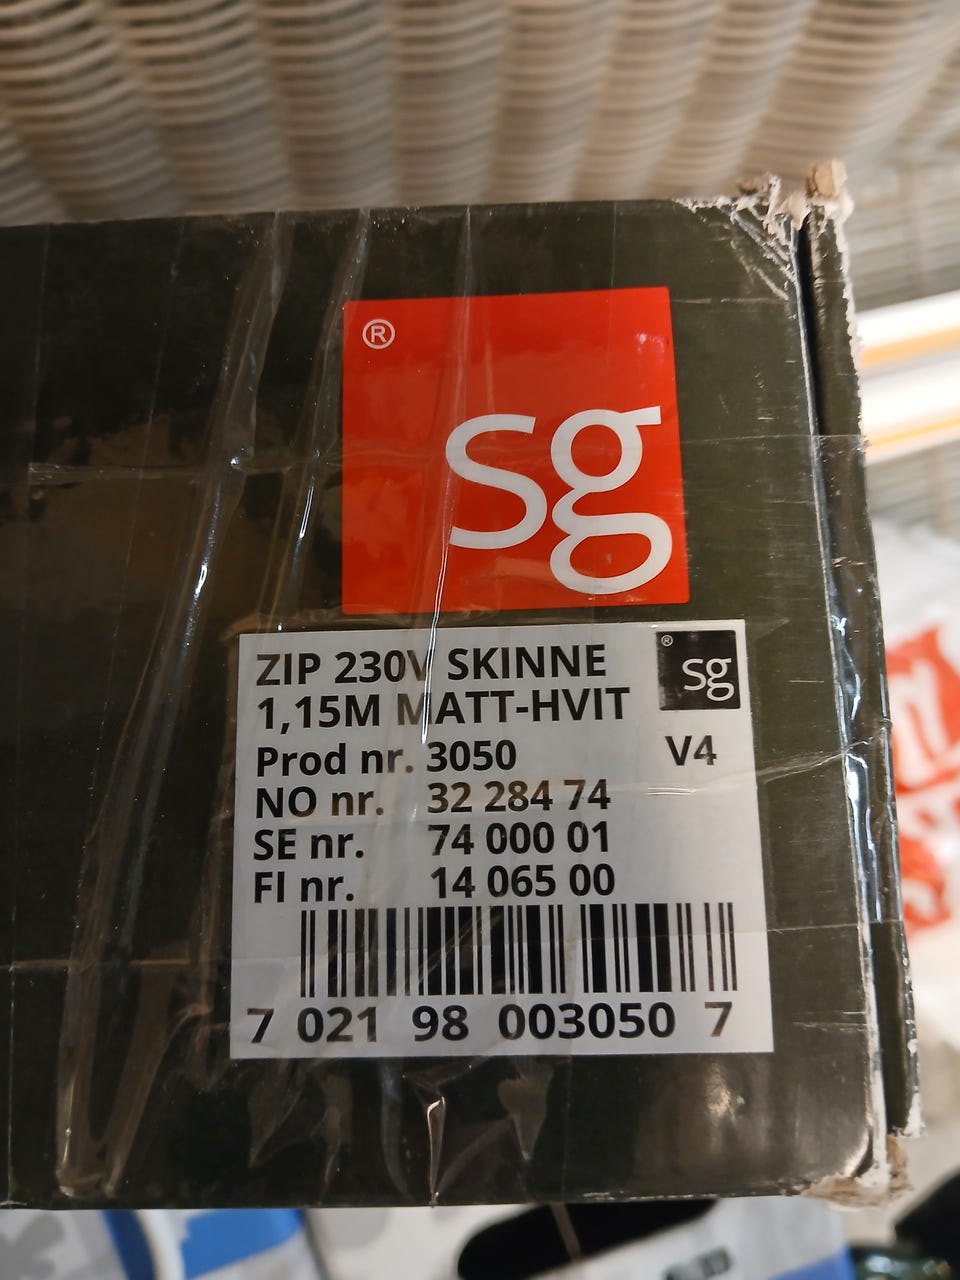 ®
sg
ZIP 230V SKINNE
1,15M MATT-HVIT
® sg
Prod nr. 3050
V4
NO nr. 32 284 74
SE nr. 74 000 01
FI nr. 14 065 00
7 021 98 003050 7